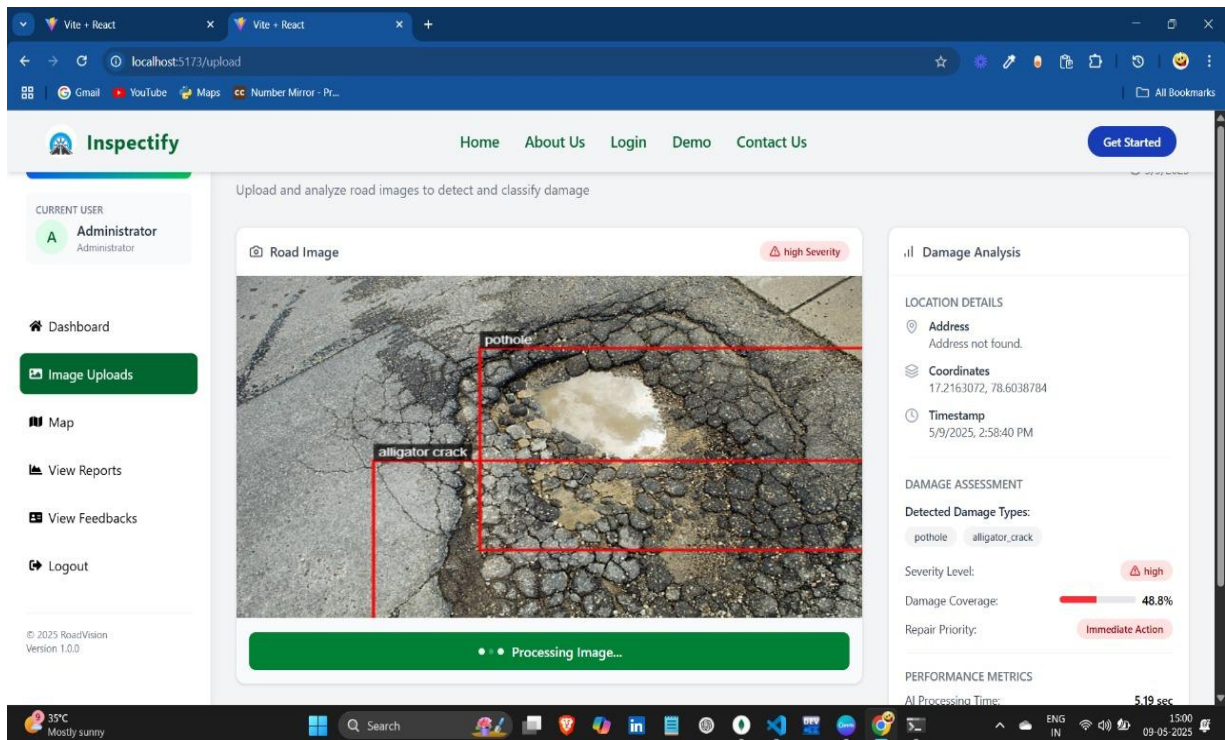 Vite + React
Vite + React
localhost:5173/upload
Gmail
YouTube
Maps
Number Mirror - Pr...
All Bookmarks
Inspectify
Home
About Us
Login
Demo
Contact Us
Get Started
Upload and analyze road images to detect and classify damage
CURRENT USER
A
Administrator
Administrator
Dashboard
Image Uploads
Map
View Reports
View Feedbacks
Logout
© 2025 RoadVision
Version 1.0.0
Road Image
high Severity
pothole
alligator crack
Processing Image...
Damage Analysis
LOCATION DETAILS
Address
Address not found.
Coordinates
17.2163072, 78.6038784
Timestamp
5/9/2025, 2:58:40 PM
DAMAGE ASSESSMENT
Detected Damage Types:
pothole alligator_crack
Severity Level: high
Damage Coverage: 48.8%
Repair Priority: Immediate Action
PERFORMANCE METRICS
AI Processing Time: 5.19 sec
9
35°C
Mostly sunny
Search
ENG
IN
15:00
09-05-2025